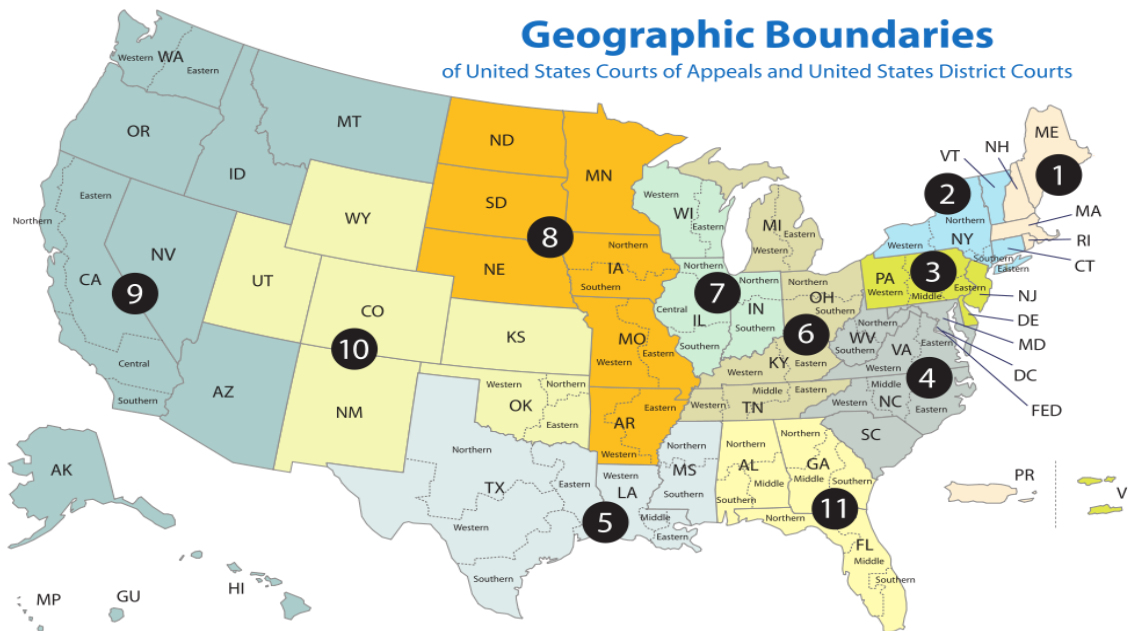 Geographic Boundaries
of United States Courts of Appeals and United States District Courts
Western
WA
Eastern
OR
ID
MT
Northern
Eastern
CA
NV
9
Central
Southern
AZ
WY
UT
CO
10
NM
KS
Western
Northern
OK
Eastern
ND
SD
NE
MN
8
Northern
IA
Southern
MO
Western
Eastern
AR
Eastern
Western
Northern
TX
Eastern
Western
Southern
Western
LA
Middle
Eastern
5
Northern
MS
Southern
Western
WI
Eastern
7
Northern
Central
IL
Southern
Northern
IN
Southern
MI
Eastern
Western
Northern
OH
Southern
6
KY
Western
Eastern
Middle
Western
TN
Eastern
Northern
AL
Middle
Southern
Northern
GA
Middle
Southern
11
Northern
FL
Middle
Southern
Northern
WV
Southern
VA
Eastern
Western
4
Middle
Western
NC
Eastern
SC
PA
3
Western
Middle
Eastern
2
Northern
Western
NY
Southern
Eastern
VT
NH
ME
1
MA
RI
CT
NJ
DE
MD
DC
FED
PR
V
AK
HI
MP
GU